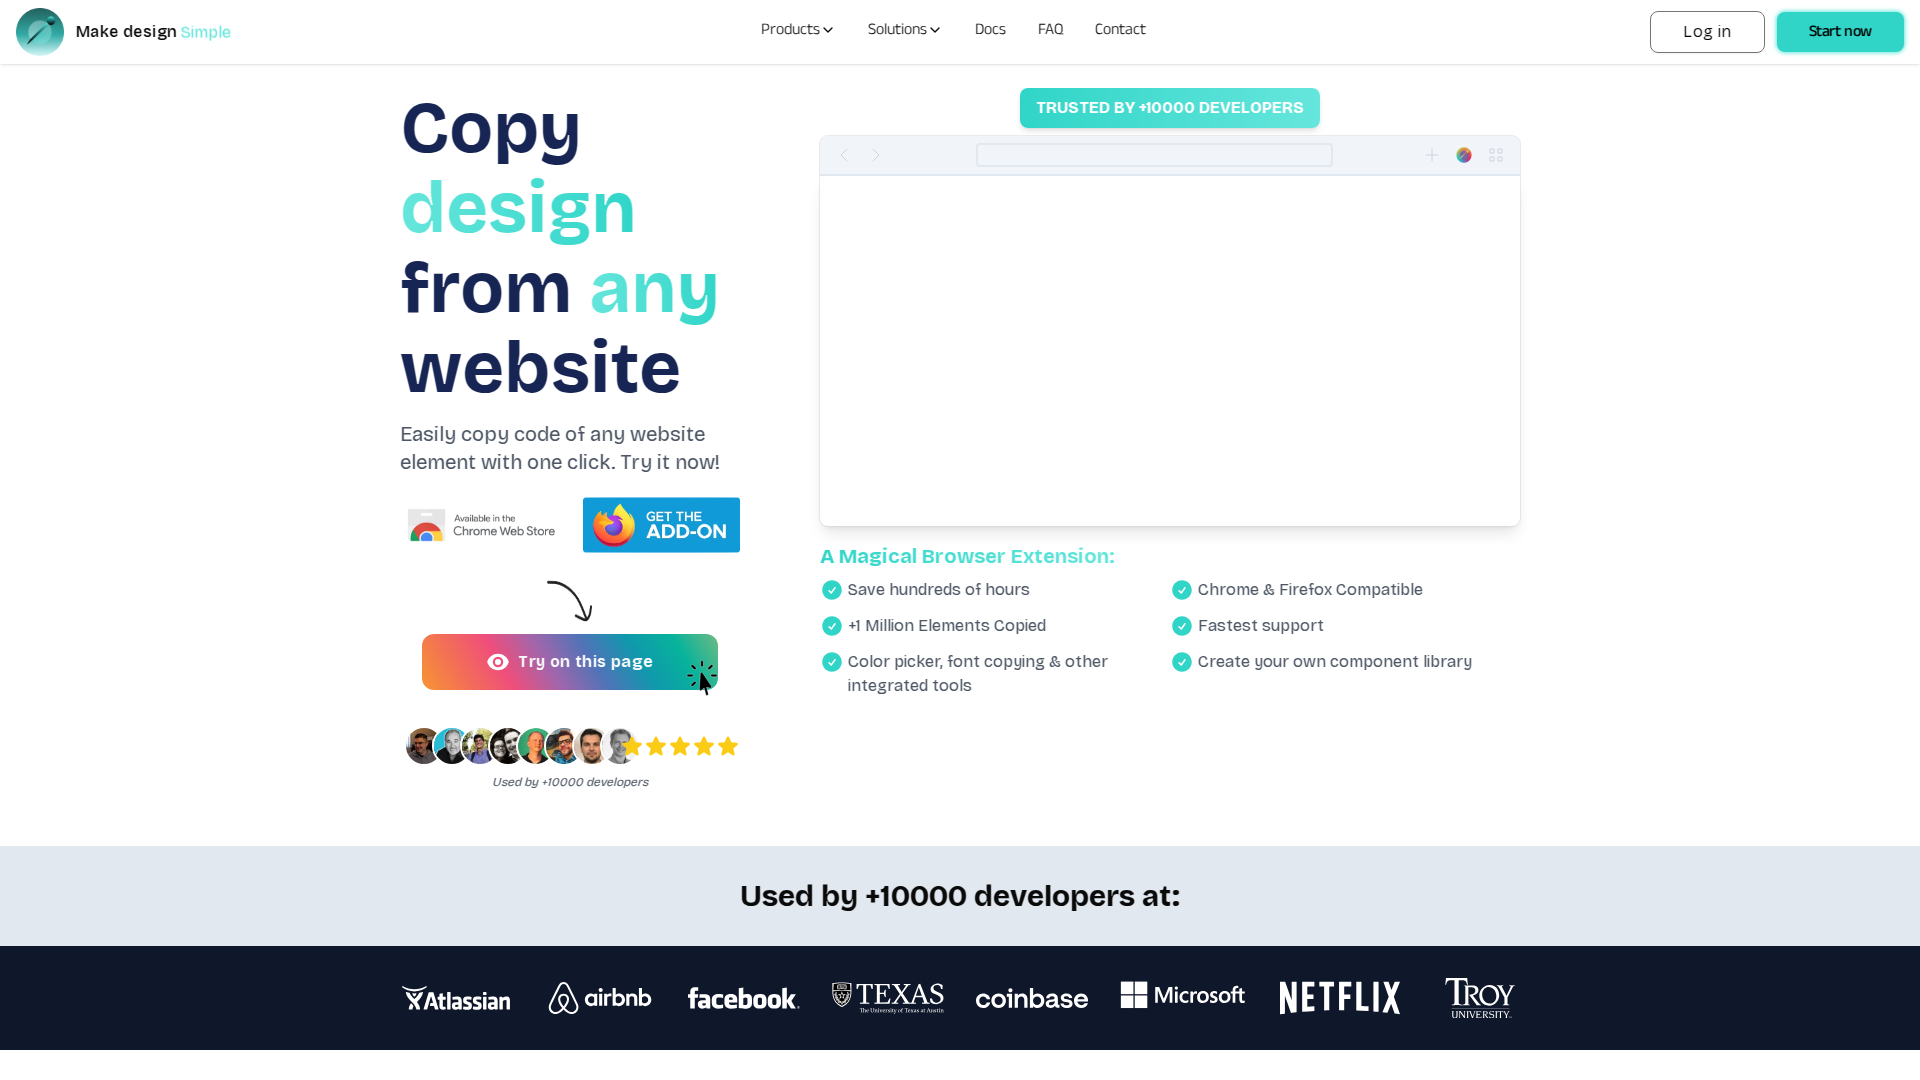 Make design Simple
Products
Solutions
Docs
FAQ
Contact
Log in
Start now
Copy
design
from any
website
Easily copy code of any website
element with one click. Try it now!
Available in the
Chrome Web Store
GET THE
ADD-ON
Try on this page
Used by +10000 developers
TRUSTED BY +10000 DEVELOPERS
A Magical Browser Extension:
Save hundreds of hours
Chrome & Firefox Compatible
+1 Million Elements Copied
Fastest support
Color picker, font copying & other
integrated tools
Create your own component library
Used by +10000 developers at:
Atlassian
airbnb
facebook
TEXAS
The University of Texas at Austin
coinbase
Microsoft
NETFLIX
TROY
UNIVERSITY